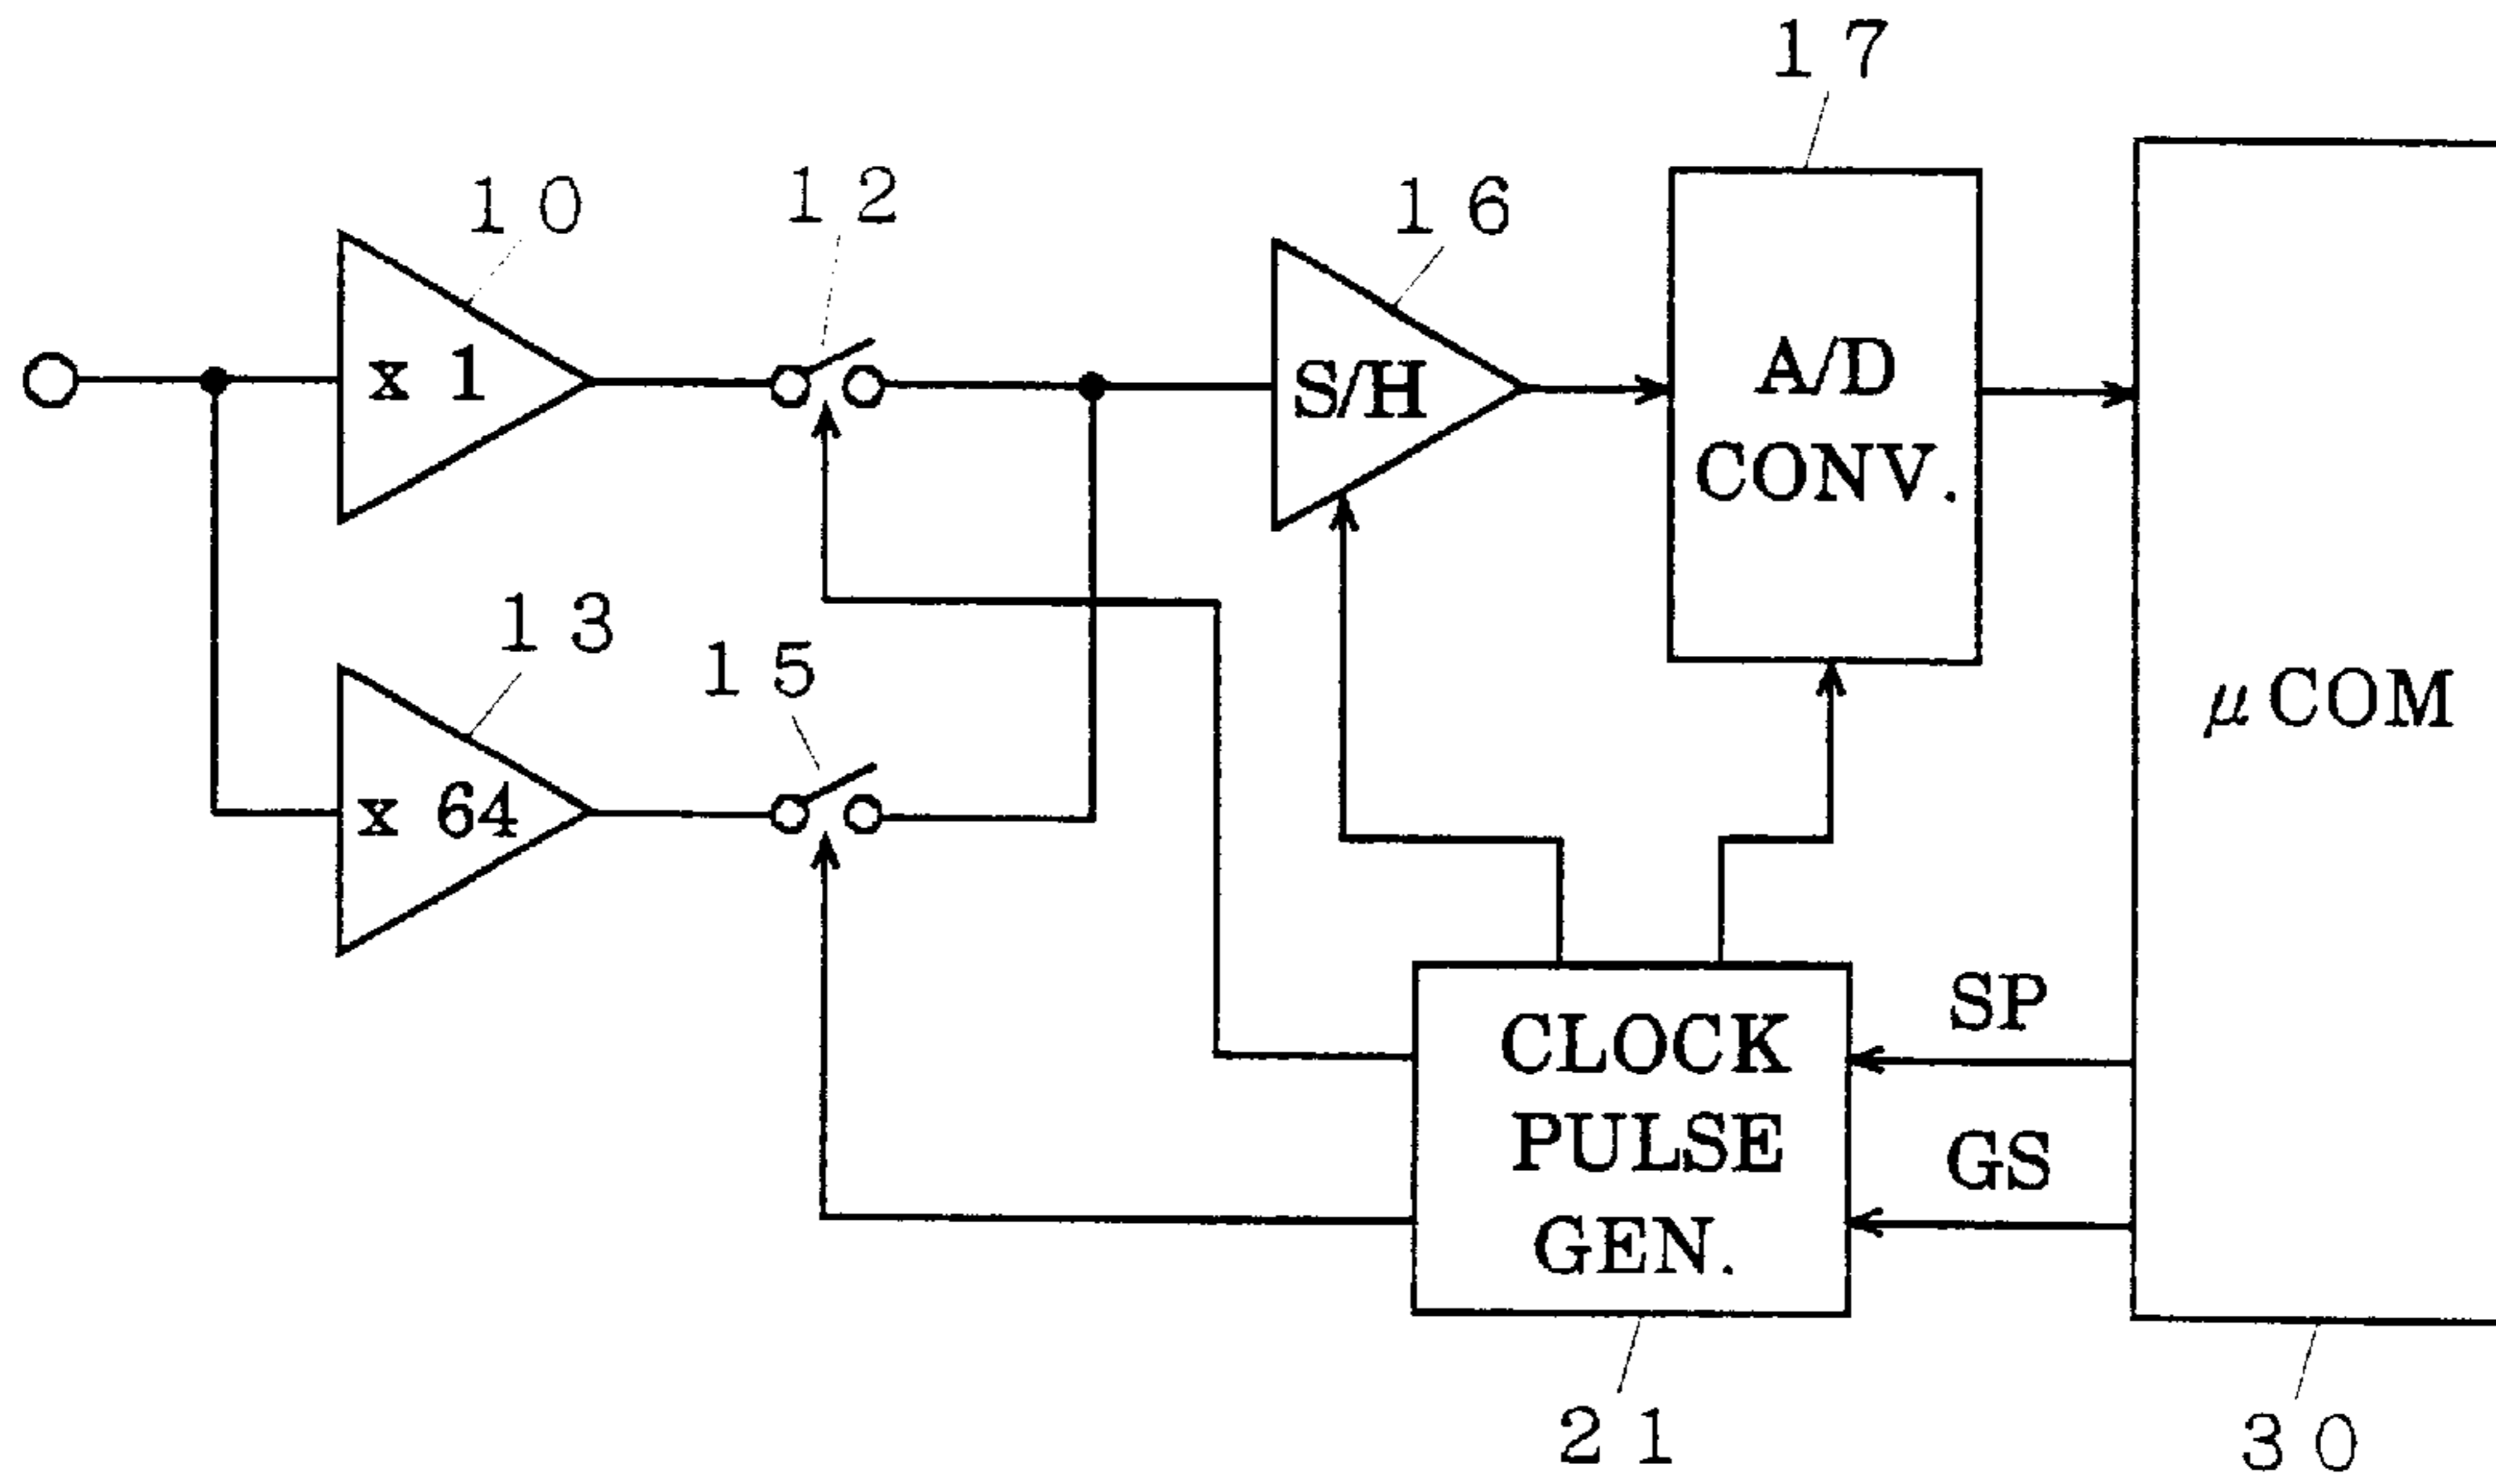 17
10
12
16
x 1
S/H
A/D
CONV.
13
15
μCOM
x 64
SP
CLOCK
PULSE
GEN.
GS
21
30